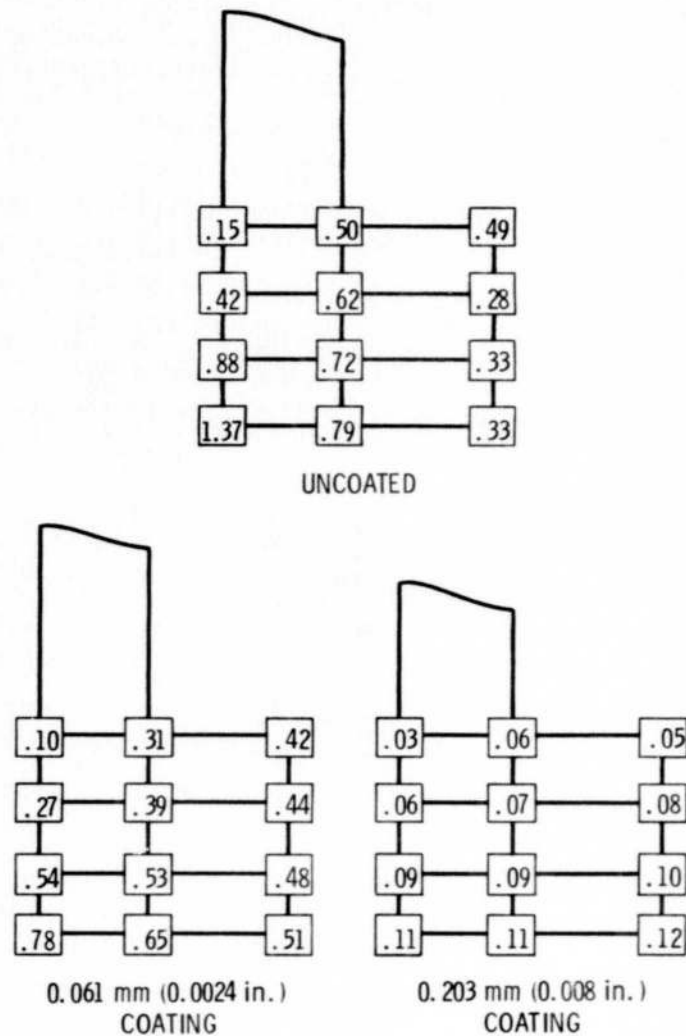 .15 .50 .49
.42 .62 .28
.88 .72 .33
1.37 .79 .33
UNCOATED
.10 .31 .42
.27 .39 .44
.54 .53 .48
.78 .65 .51
0.061 mm (0.0024 in.)
COATING
.03 .06 .05
.06 .07 .08
.09 .09 .10
.11 .11 .12
0.203 mm (0.008 in.)
COATING